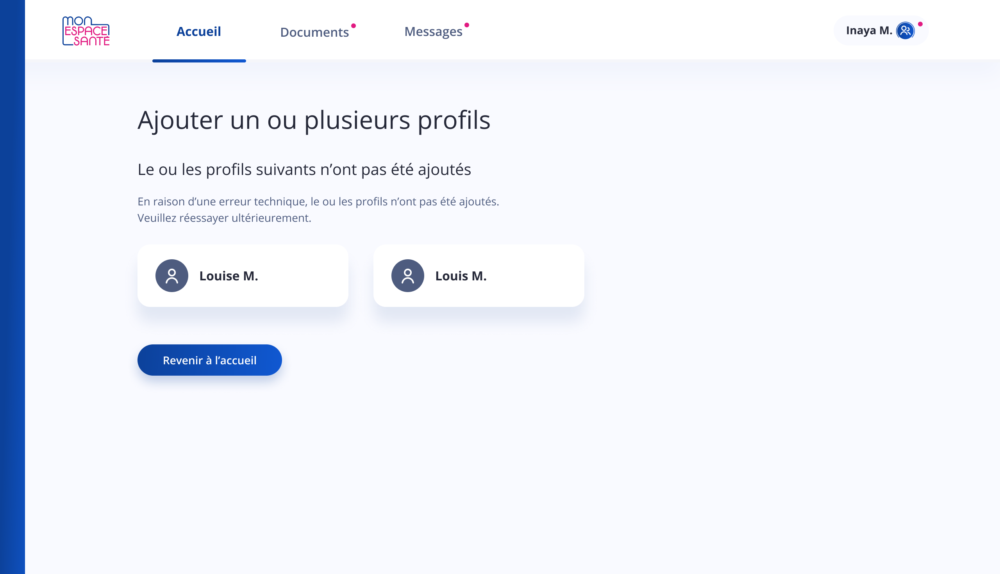 mon
ESPACE
SANTÉ
Accueil
Documents
Messages
Inaya M.
Ajouter un ou plusieurs profils
Le ou les profils suivants n’ont pas été ajoutés
En raison d’une erreur technique, le ou les profils n’ont pas été ajoutés.
Veuillez réessayer ultérieurement.
Louise M.
Louis M.
Revenir à l’accueil